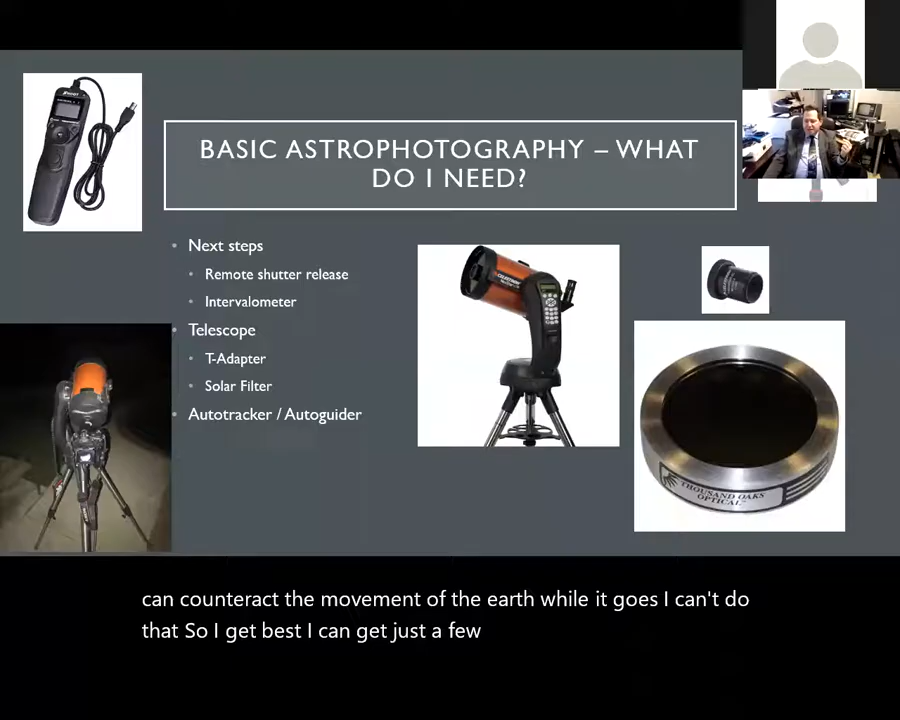 BASIC ASTROPHOTOGRAPHY – WHAT
DO I NEED?
Next steps
Remote shutter release
Intervalometer
Telescope
T-Adapter
Solar Filter
Autotracker / Autoguider
CELESTRON
THOUSAND OAKS
OPTICAL
can counteract the movement of the earth while it goes I can't do
that So I get best I can get just a few